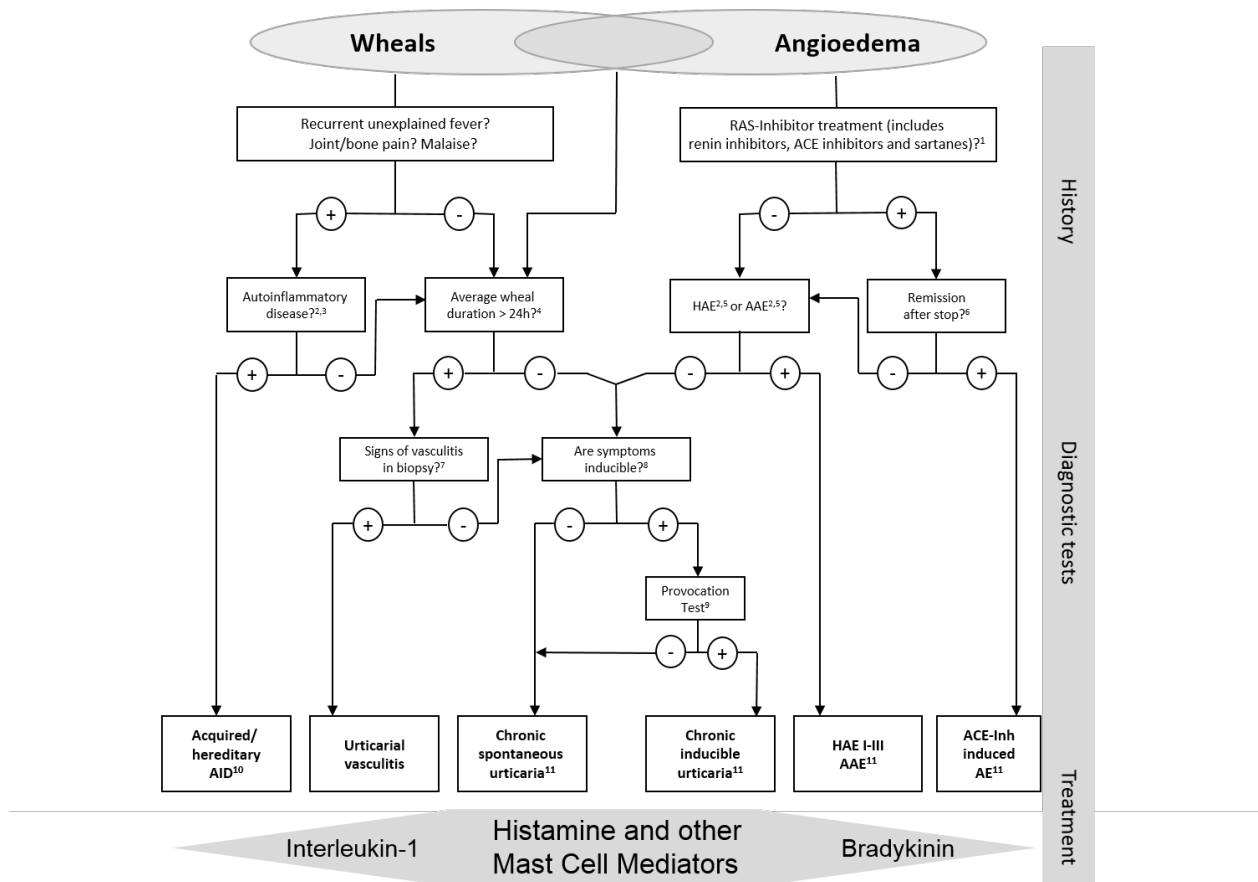 Wheals
Angioedema
Recurrent unexplained fever?
Joint/bone pain? Malaise?
RAS-Inhibitor treatment (includes
renin inhibitors, ACE inhibitors and sartanes)?1
+
-
-
+
Autoinflammatory
disease?2,3
Average wheal
duration > 24h?4
HAE2,5 or AAE2,5?
Remission
after stop?6
+
-
+
-
-
+
-
+
Signs of vasculitis
in biopsy?7
Are symptoms
inducible?8
+
-
-
+
Provocation
Test9
-
+
Acquired/
hereditary
AID10
Urticarial
vasculitis
Chronic
spontaneous
urticaria11
Chronic
inducible
urticaria11
HAE I-III
AAE11
ACE-Inh
induced
AE11
Interleukin-1
Histamine and other
Mast Cell Mediators
Bradykinin
History
Diagnostic tests
Treatment